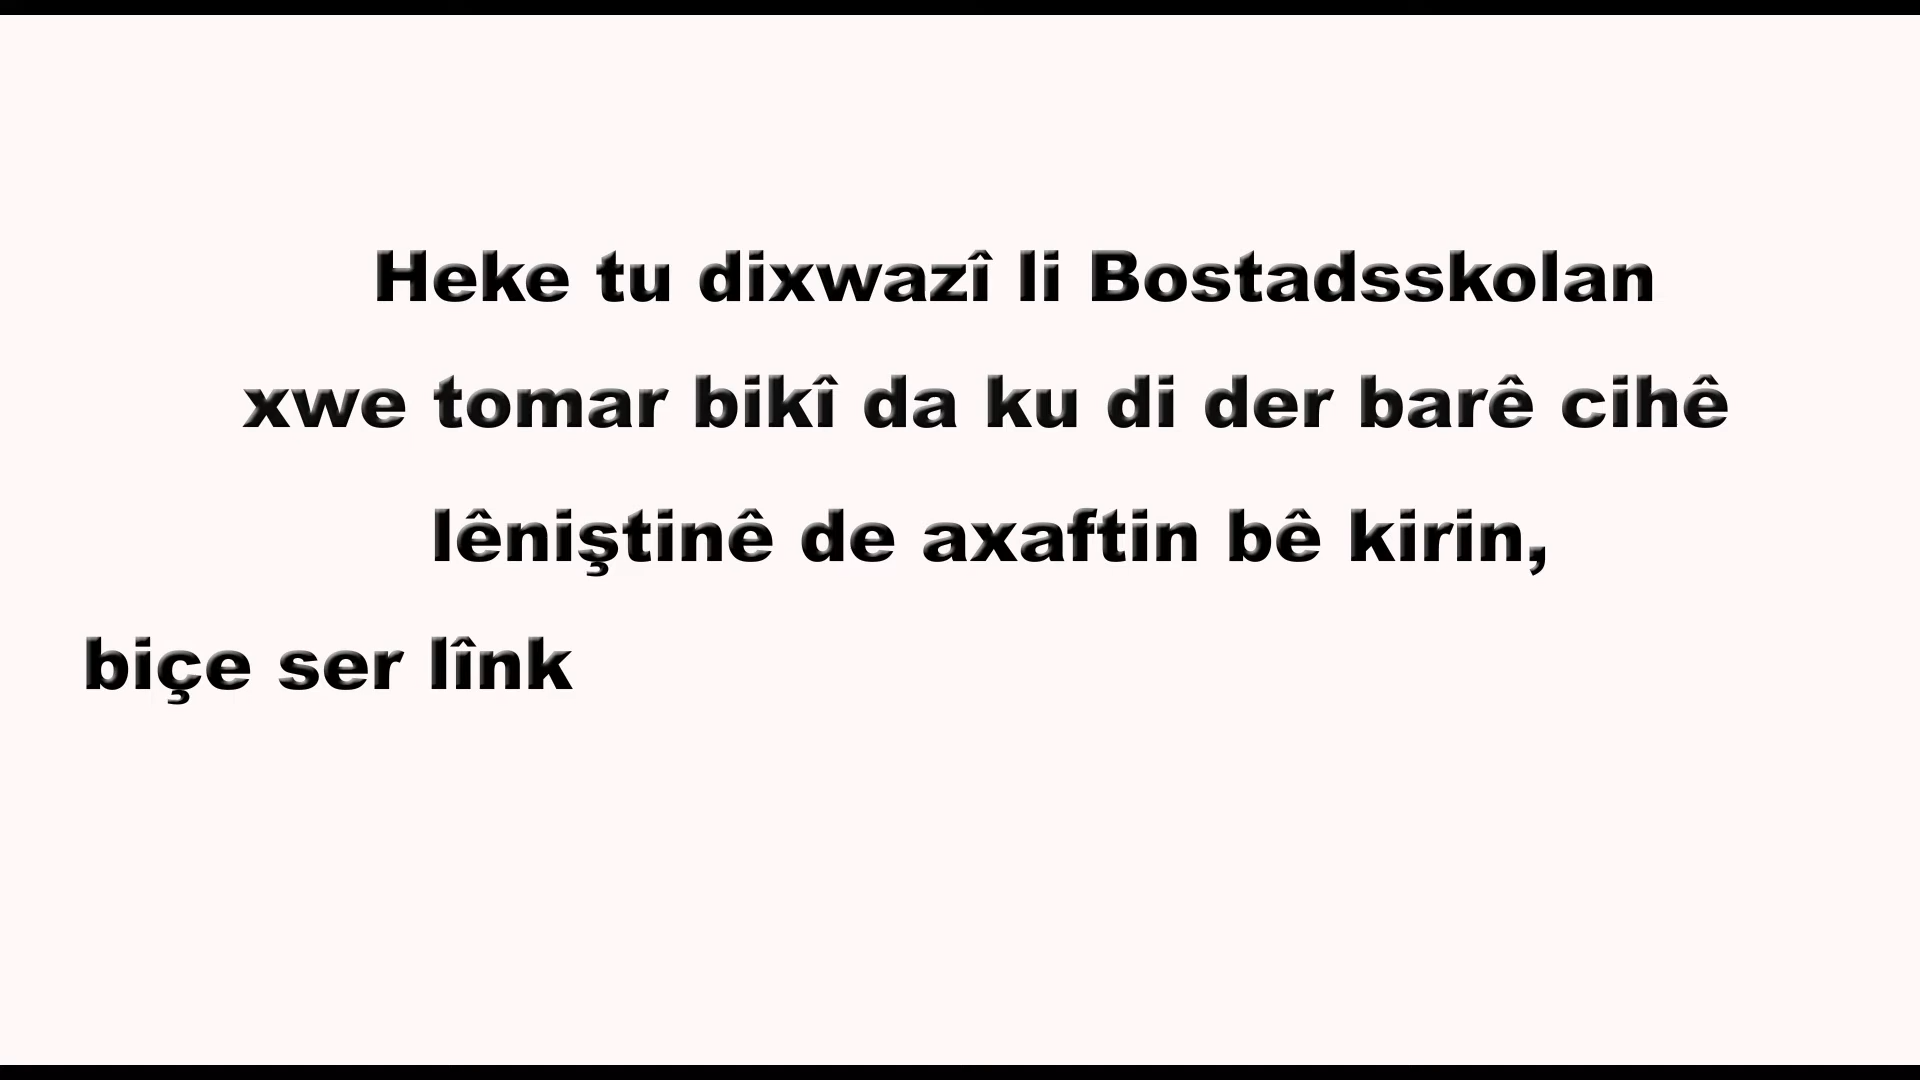 Heke tu dixwazî li Bostadsskolan
xwe tomar bikî da ku di der barê cihê
lêniştinê de axaftin bê kirin,
biçe ser lînk